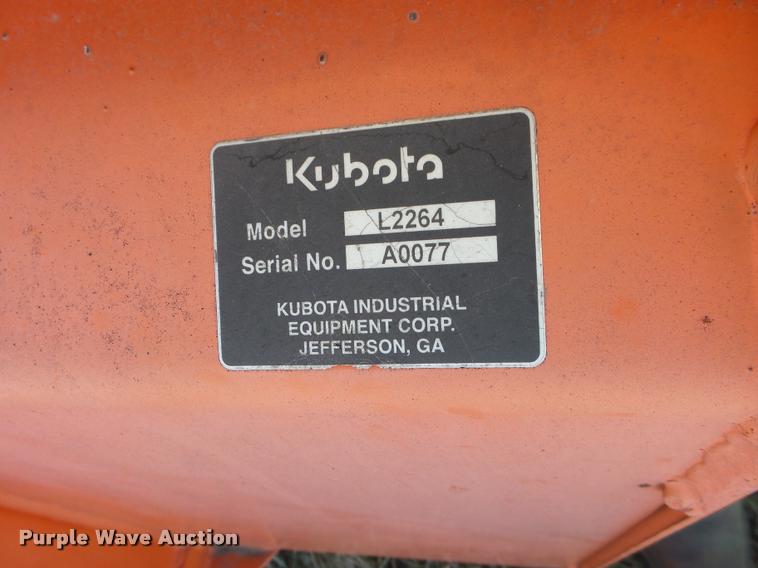 Kubota
Model L2264
Serial No. A0077
KUBOTA INDUSTRIAL
EQUIPMENT CORP.
JEFFERSON, GA
Purple Wave Auction